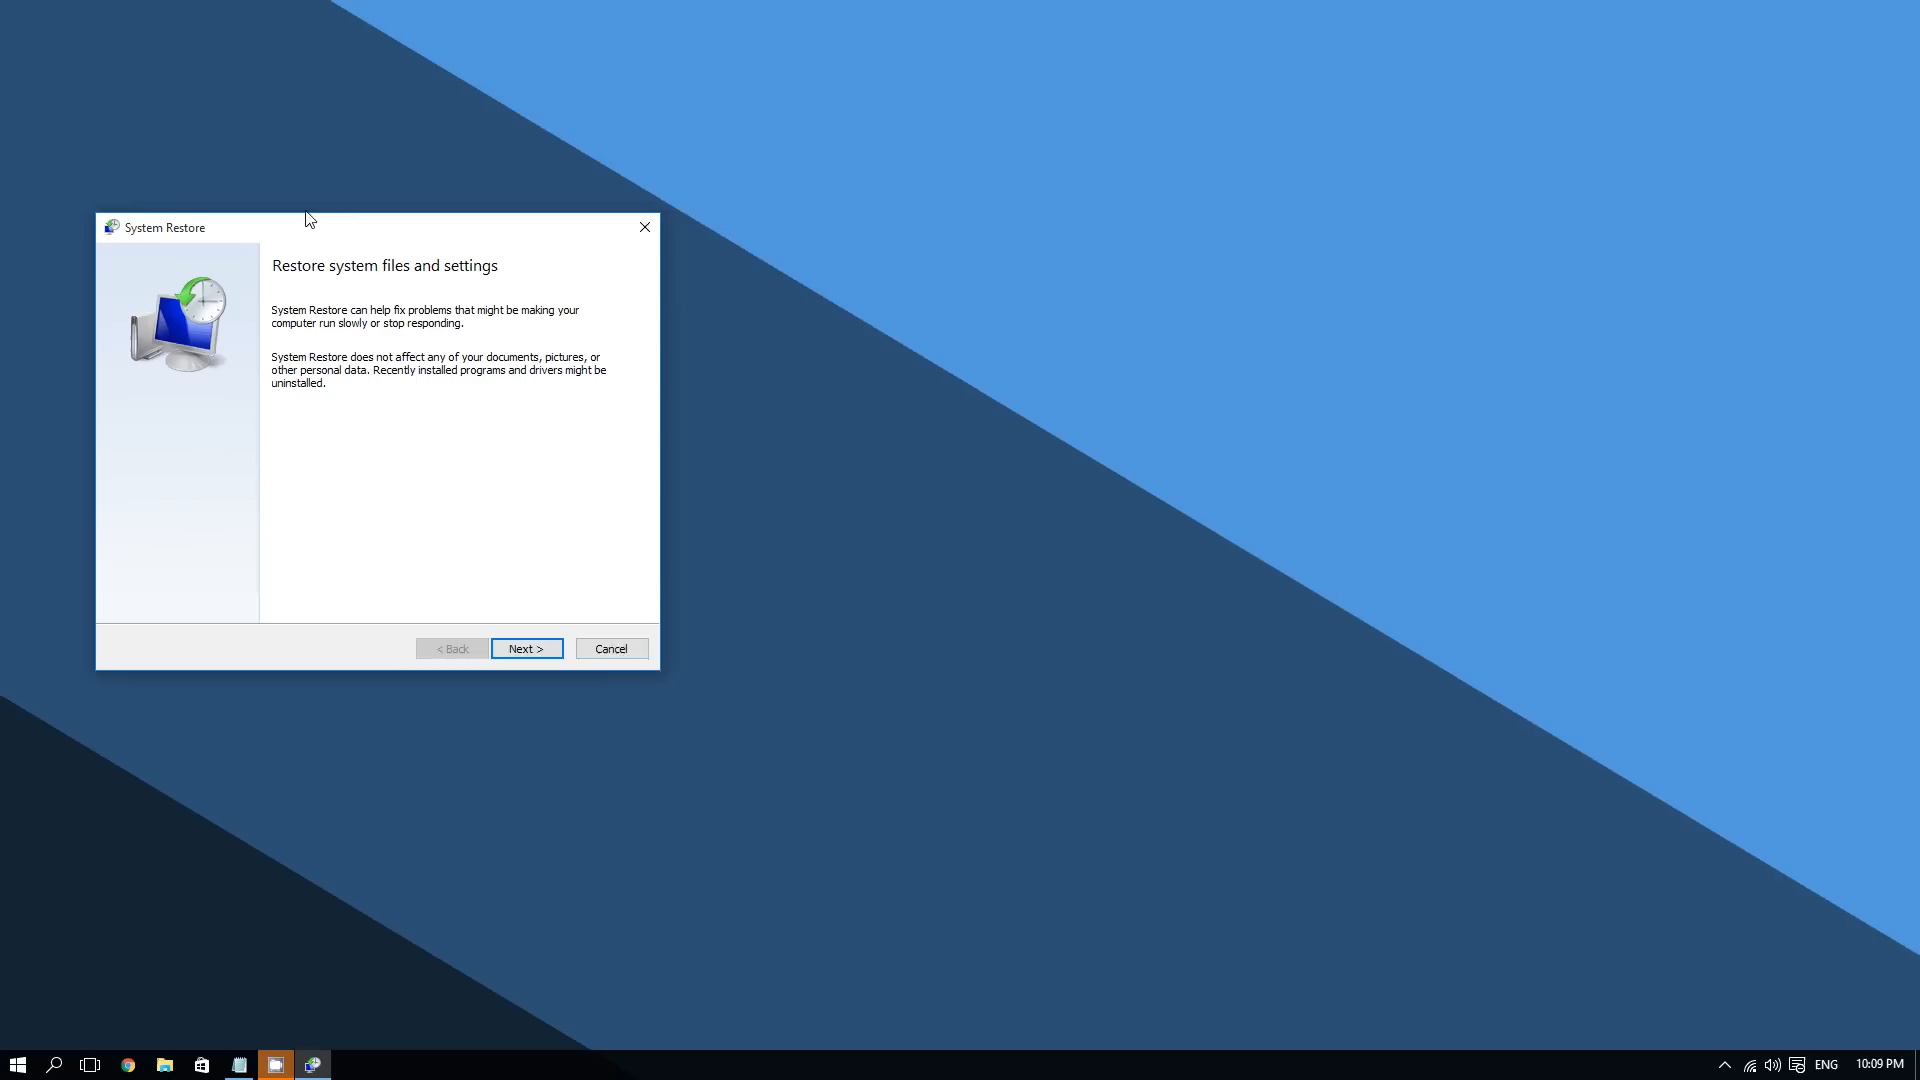 System Restore
Restore system files and settings
System Restore can help fix problems that might be making your
computer run slowly or stop responding.
System Restore does not affect any of your documents, pictures, or
other personal data. Recently installed programs and drivers might be
uninstalled.
< Back
Next >
Cancel
ENG
10:09 PM